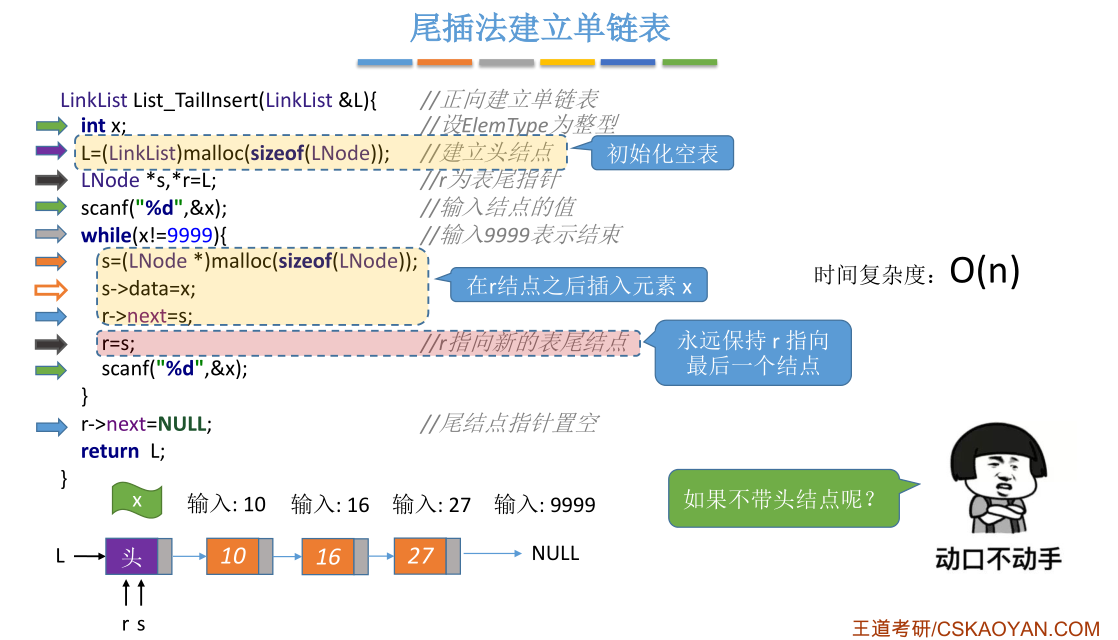 尾插法建立单链表
LinkList List_TailInsert(LinkList &L){ //正向建立单链表
int x; //设ElemType为整型
L=(LinkList)malloc(sizeof(LNode)); //建立头结点
初始化空表
LNode *s,*r=L; //r为表尾指针
scanf("%d",&x); //输入结点的值
while(x!=9999){ //输入9999表示结束
s=(LNode *)malloc(sizeof(LNode));
s->data=x;
r->next=s;
在r结点之后插入元素 x
时间复杂度：O(n)
r=s; //r指向新的表尾结点
永远保持 r 指向
最后一个结点
scanf("%d",&x);
}
r->next=NULL; //尾结点指针置空
return L;
}
x
输入: 10 输入: 16 输入: 27 输入: 9999
L 头 10 16 27 NULL
r s
如果不带头结点呢？
动口不动手
王道考研/CSKAOYAN.COM